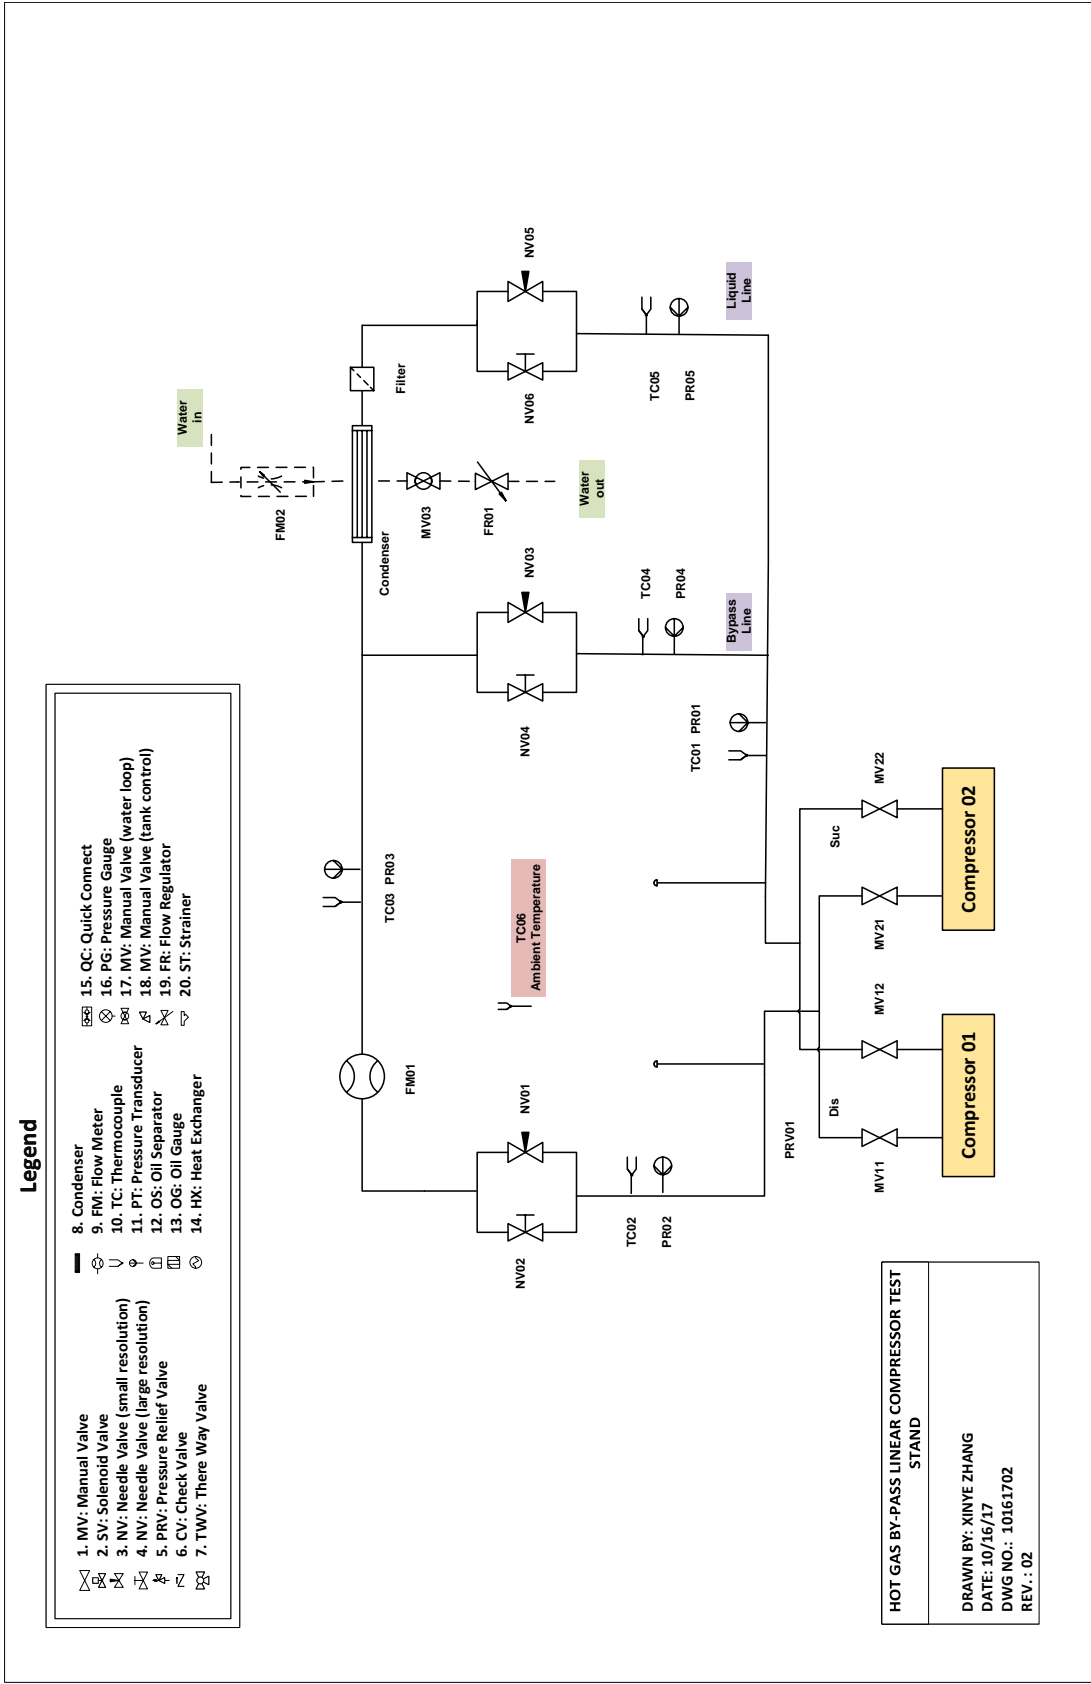 Legend
1. MV: Manual Valve
2. SV: Solenoid Valve
3. NV: Needle Valve (small resolution)
4. NV: Needle Valve (large resolution)
5. PRV: Pressure Relief Valve
6. CV: Check Valve
7. TWV: There Way Valve
8. Condenser
9. FM: Flow Meter
10. TC: Thermocouple
11. PT: Pressure Transducer
12. OS: Oil Separator
13. OG: Oil Gauge
14. HX: Heat Exchanger
15. QC: Quick Connect
16. PG: Pressure Gauge
17. MV: Manual Valve (water loop)
18. MV: Manual Valve (tank control)
19. FR: Flow Regulator
20. ST: Strainer
Water
in
FM02
Filter
Condenser
MV03
FR01
Water
out
TC03 PR03
FM01
NV01
NV02
NV03
NV04
NV05
NV06
TC06
Ambient Temperature
TC02
PR02
TC04
PR04
TC05
PR05
Bypass
Line
Liquid
Line
TC01 PR01
PRV01
Dis
Suc
MV11
MV12
MV21
MV22
Compressor 01
Compressor 02
HOT GAS BY-PASS LINEAR COMPRESSOR TEST
STAND
DRAWN BY: XINYE ZHANG
DATE: 10/16/17
DWG NO.: 10161702
REV. : 02